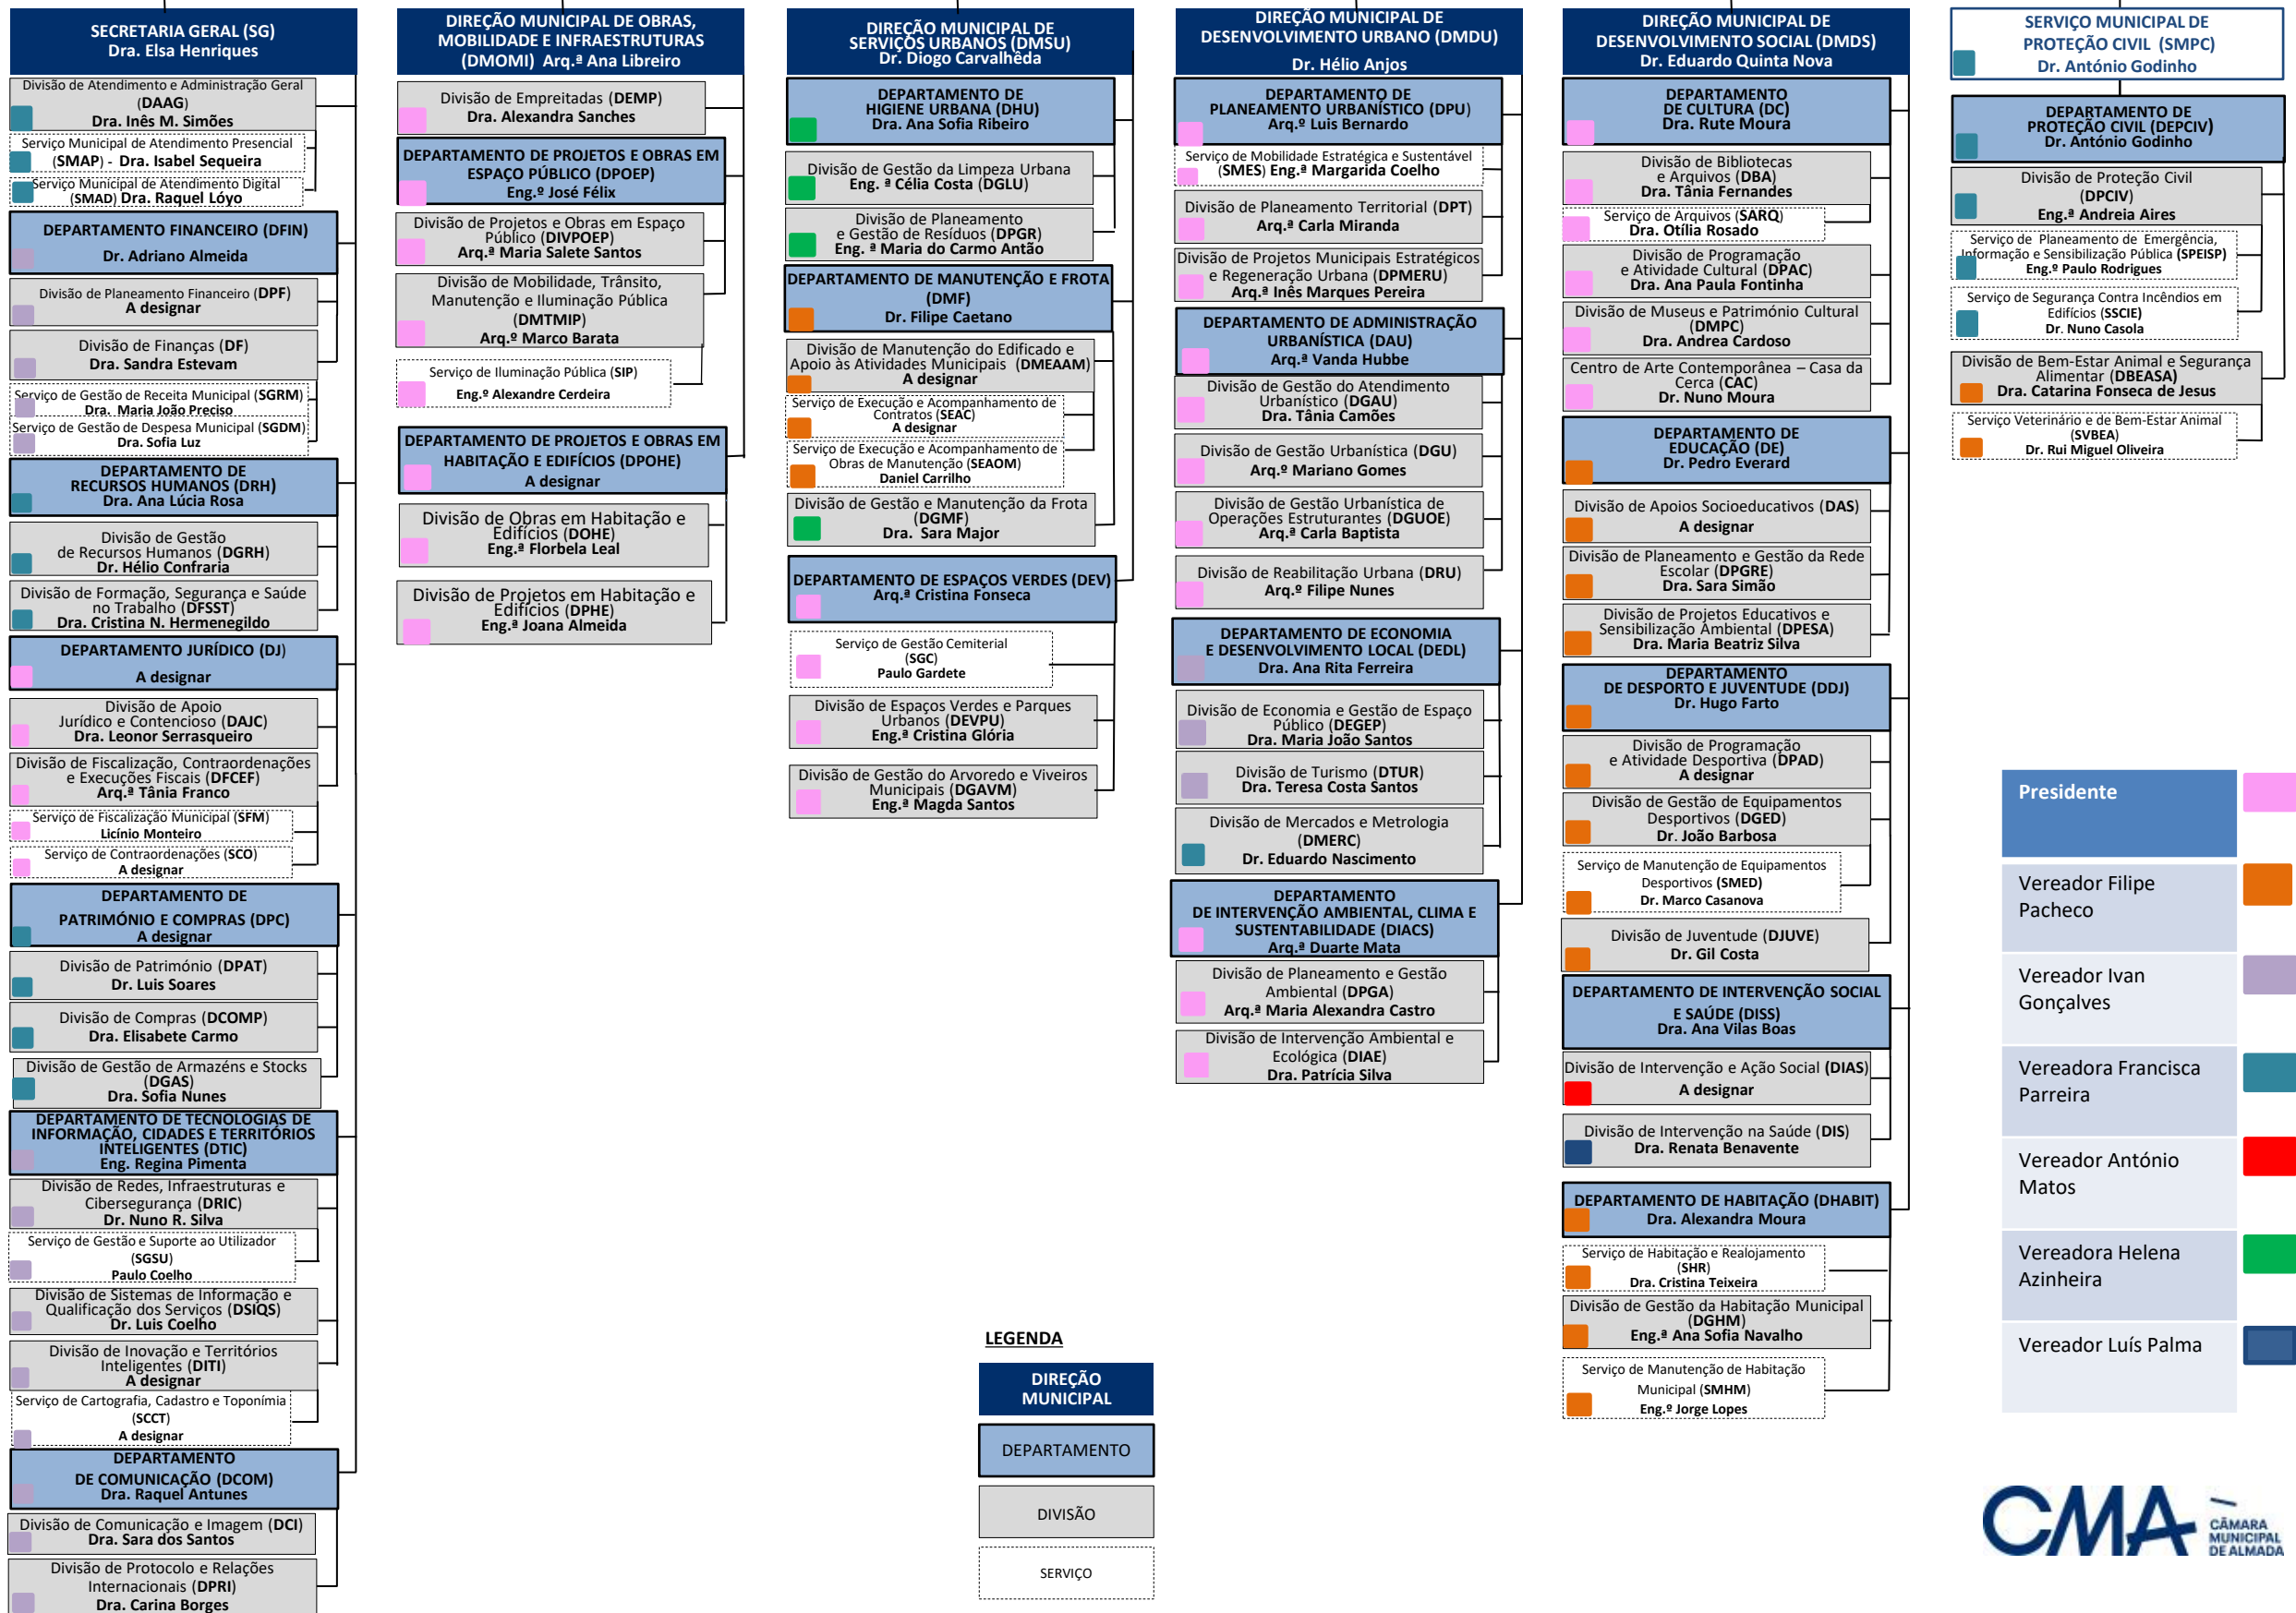 SECRETARIA GERAL (SG)
Dra. Elsa Henriques
Divisão de Atendimento e Administração Geral
(DAAG)
Dra. Inês M. Simões
Serviço Municipal de Atendimento Presencial
(SMAP) - Dra. Isabel Sequeira
Serviço Municipal de Atendimento Digital
(SMAD) Dra. Raquel Lóyo
DEPARTAMENTO FINANCEIRO (DFIN)
Dr. Adriano Almeida
Divisão de Planeamento Financeiro (DPF)
A designar
Divisão de Finanças (DF)
Dra. Sandra Estevam
Serviço de Gestão de Receita Municipal (SGRM)
Dra. Maria João Preciso
Serviço de Gestão de Despesa Municipal (SGDM)
Dra. Sofia Luz
DEPARTAMENTO DE
RECURSOS HUMANOS (DRH)
Dra. Ana Lúcia Rosa
Divisão de Gestão
de Recursos Humanos (DGRH)
Dr. Hélio Confraria
Divisão de Formação, Segurança e Saúde
no Trabalho (DFSST)
Dra. Cristina N. Hermenegildo
DEPARTAMENTO JURÍDICO (DJ)
A designar
Divisão de Apoio
Jurídico e Contencioso (DAJC)
Dra. Leonor Serrasqueiro
Divisão de Fiscalização, Contraordenações
e Execuções Fiscais (DFCEF)
Arq.ª Tânia Franco
Serviço de Fiscalização Municipal (SFM)
Licínio Monteiro
Serviço de Contraordenações (SCO)
A designar
DEPARTAMENTO DE
PATRIMÓNIO E COMPRAS (DPC)
A designar
Divisão de Património (DPAT)
Dr. Luis Soares
Divisão de Compras (DCOMP)
Dra. Elisabete Carmo
Divisão de Gestão de Armazéns e Stocks
(DGAS)
Dra. Sofia Nunes
DEPARTAMENTO DE TECNOLOGIAS DE
INFORMAÇÃO, CIDADES E TERRITÓRIOS
INTELIGENTES (DTIC)
Eng. Regina Pimenta
Divisão de Redes, Infraestruturas e
Cibersegurança (DRIC)
Dr. Nuno R. Silva
Serviço de Gestão e Suporte ao Utilizador
(SGSU)
Paulo Coelho
Divisão de Sistemas de Informação e
Qualificação dos Serviços (DSIQS)
Dr. Luis Coelho
Divisão de Inovação e Territórios
Inteligentes (DITI)
A designar
Serviço de Cartografia, Cadastro e Toponímia
(SCCT)
A designar
DEPARTAMENTO
DE COMUNICAÇÃO (DCOM)
Dra. Raquel Antunes
Divisão de Comunicação e Imagem (DCI)
Dra. Sara dos Santos
Divisão de Protocolo e Relações
Internacionais (DPRI)
Dra. Carina Borges
DIREÇÃO MUNICIPAL DE OBRAS,
MOBILIDADE E INFRAESTRUTURAS
(DMOMI) Arq.ª Ana Libreiro
Divisão de Empreitadas (DEMP)
Dra. Alexandra Sanches
DEPARTAMENTO DE PROJETOS E OBRAS EM
ESPAÇO PÚBLICO (DPOEP)
Eng.º José Félix
Divisão de Projetos e Obras em Espaço
Público (DIVPOEP)
Arq.ª Maria Salete Santos
Divisão de Mobilidade, Trânsito,
Manutenção e Iluminação Pública
(DMTMIP)
Arq.º Marco Barata
Serviço de Iluminação Pública (SIP)
Eng.º Alexandre Cerdeira
DEPARTAMENTO DE PROJETOS E OBRAS EM
HABITAÇÃO E EDIFÍCIOS (DPOHE)
A designar
Divisão de Obras em Habitação e
Edifícios (DOHE)
Eng.ª Florbela Leal
Divisão de Projetos em Habitação e
Edifícios (DPHE)
Eng.ª Joana Almeida
DIREÇÃO MUNICIPAL DE
SERVIÇOS URBANOS (DMSU)
Dr. Diogo Carvalhêda
DEPARTAMENTO DE
HIGIENE URBANA (DHU)
Dra. Ana Sofia Ribeiro
Divisão de Gestão da Limpeza Urbana
Eng. ª Célia Costa (DGLU)
Divisão de Planeamento
e Gestão de Resíduos (DPGR)
Eng. ª Maria do Carmo Antão
DEPARTAMENTO DE MANUTENÇÃO E FROTA
(DMF)
Dr. Filipe Caetano
Divisão de Manutenção do Edificado e
Apoio às Atividades Municipais (DMEAAM)
A designar
Serviço de Execução e Acompanhamento de
Contratos (SEAC)
A designar
Serviço de Execução e Acompanhamento de
Obras de Manutenção (SEAOM)
Daniel Carrilho
Divisão de Gestão e Manutenção da Frota
(DGMF)
Dra. Sara Major
DEPARTAMENTO DE ESPAÇOS VERDES (DEV)
Arq.ª Cristina Fonseca
Serviço de Gestão Cemiterial
(SGC)
Paulo Gardete
Divisão de Espaços Verdes e Parques
Urbanos (DEVPU)
Eng.ª Cristina Glória
Divisão de Gestão do Arvoredo e Viveiros
Municipais (DGAVM)
Eng.ª Magda Santos
DIREÇÃO MUNICIPAL DE
DESENVOLVIMENTO URBANO (DMDU)
Dr. Hélio Anjos
DEPARTAMENTO DE
PLANEAMENTO URBANÍSTICO (DPU)
Arq.º Luis Bernardo
Serviço de Mobilidade Estratégica e Sustentável
(SMES) Eng.ª Margarida Coelho
Divisão de Planeamento Territorial (DPT)
Arq.ª Carla Miranda
Divisão de Projetos Municipais Estratégicos
e Regeneração Urbana (DPMERU)
Arq.ª Inês Marques Pereira
DEPARTAMENTO DE ADMINISTRAÇÃO
URBANÍSTICA (DAU)
Arq.ª Vanda Hubbe
Divisão de Gestão do Atendimento
Urbanístico (DGAU)
Dra. Tânia Camões
Divisão de Gestão Urbanística (DGU)
Arq.º Mariano Gomes
Divisão de Gestão Urbanística de
Operações Estruturantes (DGUOE)
Arq.ª Carla Baptista
Divisão de Reabilitação Urbana (DRU)
Arq.º Filipe Nunes
DEPARTAMENTO DE ECONOMIA
E DESENVOLVIMENTO LOCAL (DEDL)
Dra. Ana Rita Ferreira
Divisão de Economia e Gestão de Espaço
Público (DEGEP)
Dra. Maria João Santos
Divisão de Turismo (DTUR)
Dra. Teresa Costa Santos
Divisão de Mercados e Metrologia
(DMERC)
Dr. Eduardo Nascimento
DEPARTAMENTO
DE INTERVENÇÃO AMBIENTAL, CLIMA E
SUSTENTABILIDADE (DIACS)
Arq.ª Duarte Mata
Divisão de Planeamento e Gestão
Ambiental (DPGA)
Arq.ª Maria Alexandra Castro
Divisão de Intervenção Ambiental e
Ecológica (DIAE)
Dra. Patrícia Silva
DIREÇÃO MUNICIPAL DE
DESENVOLVIMENTO SOCIAL (DMDS)
Dr. Eduardo Quinta Nova
DEPARTAMENTO
DE CULTURA (DC)
Dra. Rute Moura
Divisão de Bibliotecas
e Arquivos (DBA)
Dra. Tânia Fernandes
Serviço de Arquivos (SARQ)
Dra. Otília Rosado
Divisão de Programação
e Atividade Cultural (DPAC)
Dra. Ana Paula Fontinha
Divisão de Museus e Património Cultural
(DMPC)
Dra. Andrea Cardoso
Centro de Arte Contemporânea – Casa da
Cerca (CAC)
Dr. Nuno Moura
DEPARTAMENTO DE
EDUCAÇÃO (DE)
Dr. Pedro Everard
Divisão de Apoios Socioeducativos (DAS)
A designar
Divisão de Planeamento e Gestão da Rede
Escolar (DPGRE)
Dra. Sara Simão
Divisão de Projetos Educativos e
Sensibilização Ambiental (DPESA)
Dra. Maria Beatriz Silva
DEPARTAMENTO
DE DESPORTO E JUVENTUDE (DDJ)
Dr. Hugo Farto
Divisão de Programação
e Atividade Desportiva (DPAD)
A designar
Divisão de Gestão de Equipamentos
Desportivos (DGED)
Dr. João Barbosa
Serviço de Manutenção de Equipamentos
Desportivos (SMED)
Dr. Marco Casanova
Divisão de Juventude (DJUVE)
Dr. Gil Costa
DEPARTAMENTO DE INTERVENÇÃO SOCIAL
E SAÚDE (DISS)
Dra. Ana Vilas Boas
Divisão de Intervenção e Ação Social (DIAS)
A designar
Divisão de Intervenção na Saúde (DIS)
Dra. Renata Benavente
DEPARTAMENTO DE HABITAÇÃO (DHABIT)
Dra. Alexandra Moura
Serviço de Habitação e Realojamento
(SHR)
Dra. Cristina Teixeira
Divisão de Gestão da Habitação Municipal
(DGHM)
Eng.ª Ana Sofia Navalho
Serviço de Manutenção de Habitação
Municipal (SMHM)
Eng.º Jorge Lopes
SERVIÇO MUNICIPAL DE
PROTEÇÃO CIVIL (SMPC)
Dr. António Godinho
DEPARTAMENTO DE
PROTEÇÃO CIVIL (DEPCIV)
Dr. António Godinho
Divisão de Proteção Civil
(DPCIV)
Eng.ª Andreia Aires
Serviço de Planeamento de Emergência,
Informação e Sensibilização Pública (SPEISP)
Eng.º Paulo Rodrigues
Serviço de Segurança Contra Incêndios em
Edifícios (SSCIE)
Dr. Nuno Casola
Divisão de Bem-Estar Animal e Segurança
Alimentar (DBEASA)
Dra. Catarina Fonseca de Jesus
Serviço Veterinário e de Bem-Estar Animal
(SVBEA)
Dr. Rui Miguel Oliveira
Presidente
Vereador Filipe
Pacheco
Vereador Ivan
Gonçalves
Vereadora Francisca
Parreira
Vereador António
Matos
Vereadora Helena
Azinheira
Vereador Luís Palma
LEGENDA
DIREÇÃO
MUNICIPAL
DEPARTAMENTO
DIVISÃO
SERVIÇO
CMA
CÂMARA
MUNICIPAL
DE ALMADA